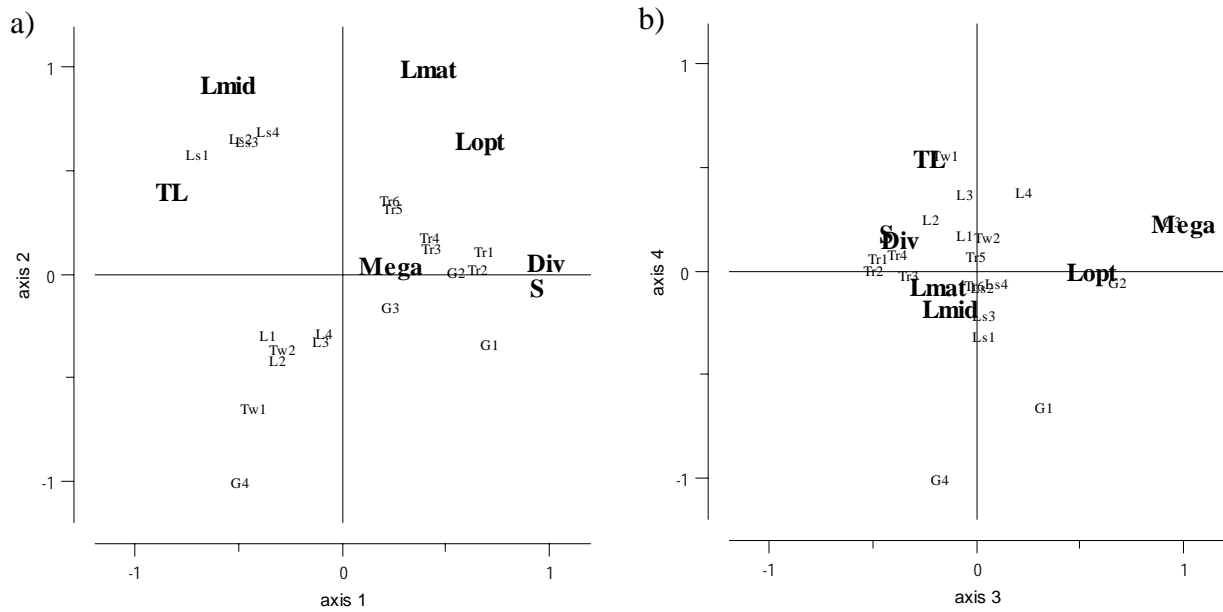 a)
1
Lmid
Lmat
Ls2
Ls3
Ls4
Ls1
Lopt
TL
Tr6
Tr5
Tr4
Tr3
Tr1
Tr2
Mega
G2
Div
S
0
axis 2
G3
L1
L4
L3
Tw2
L2
G1
Tw1
G4
-1
-1
0
1
axis 1
b)
1
TL
Tw1
L3
L4
L2
S
Div
L1
Tw2
Mega
G3
Tr1
Tr4
Tr5
Tr2
Tr3
0
axis 4
Lopt
G2
Lmat
Tr6
Ls2
Ls4
Lmid
Ls3
Ls1
G1
G4
-1
-1
0
1
axis 3